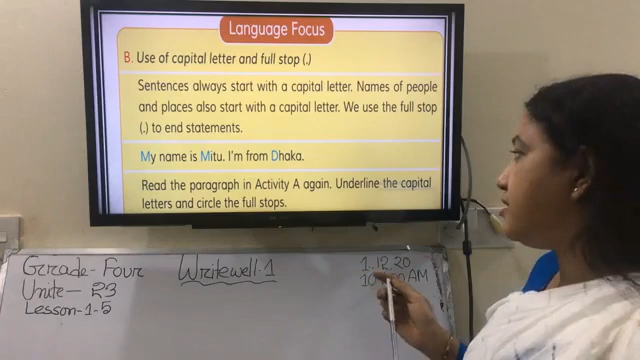 Language Focus
B. Use of capital letter and full stop (.)
Sentences always start with a capital letter. Names of people
and places also start with a capital letter. We use the full stop
(.) to end statements.
My name is Mitu. I'm from Dhaka.
Read the paragraph in Activity A again. Underline the capital
letters and circle the full stops.
Grade- Four
Unite- 23
Lesson-1-5
Writewell-1
1.12.20
AM